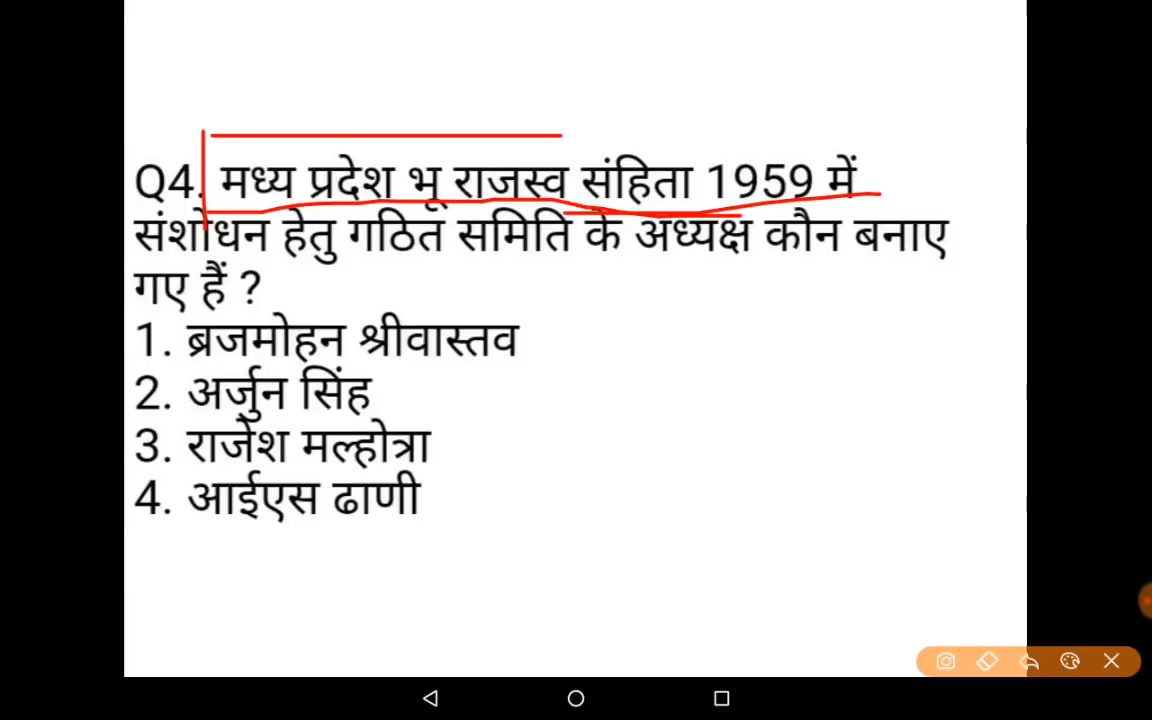 Q4. मध्य प्रदेश भू राजस्व संहिता 1959 में
संशोधन हेतु गठित समिति के अध्यक्ष कौन बनाए
गए हैं ?
1. ब्रजमोहन श्रीवास्तव
2. अर्जुन सिंह
3. राजेश मल्होत्रा
4. आईएस ढाणी